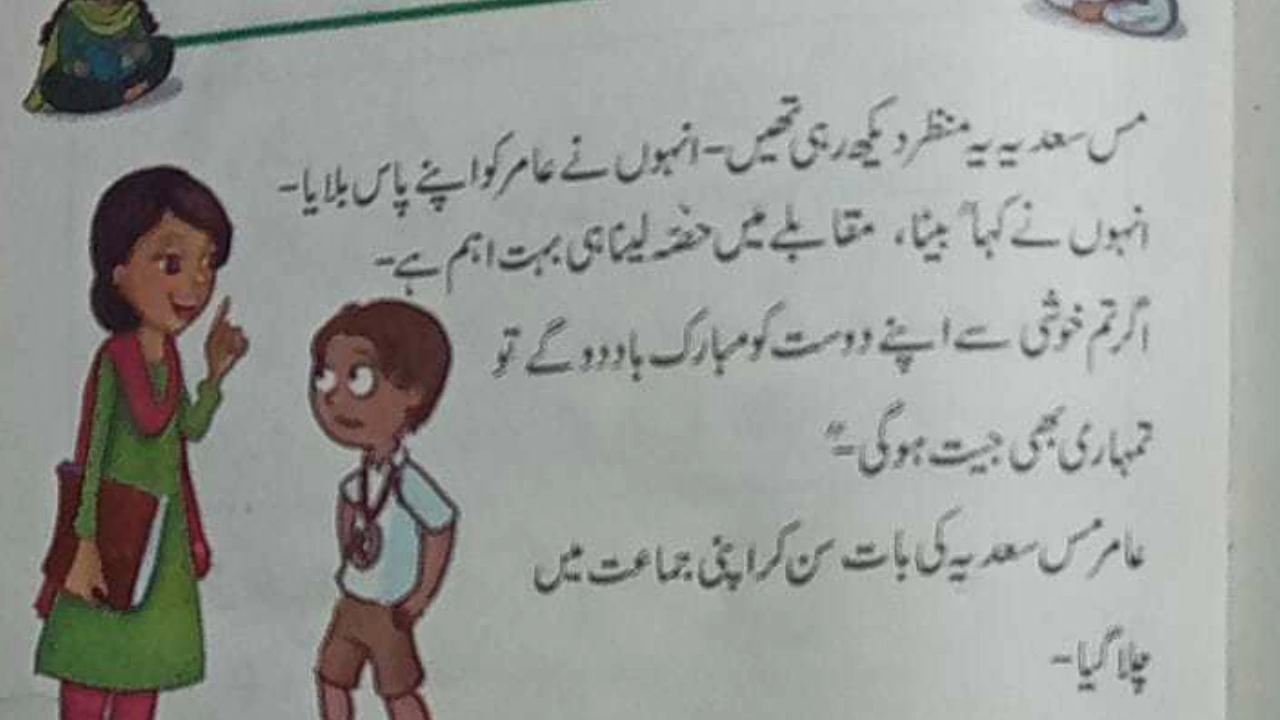 مس سعدیہ یہ منظر دیکھ رہی تھیں۔ انہوں نے عامر کو اپنے پاس بلایا۔
انہوں نے کہا ”بیٹا، مقابلے میں حصّہ لینا ہی بہت اہم ہے۔
اگر تم خوشی سے اپنے دوست کو مبارک باد دو گے تو
تمہاری بھی جیت ہوگی۔“
عامر مس سعدیہ کی بات سن کر اپنی جماعت میں
چلا گیا۔